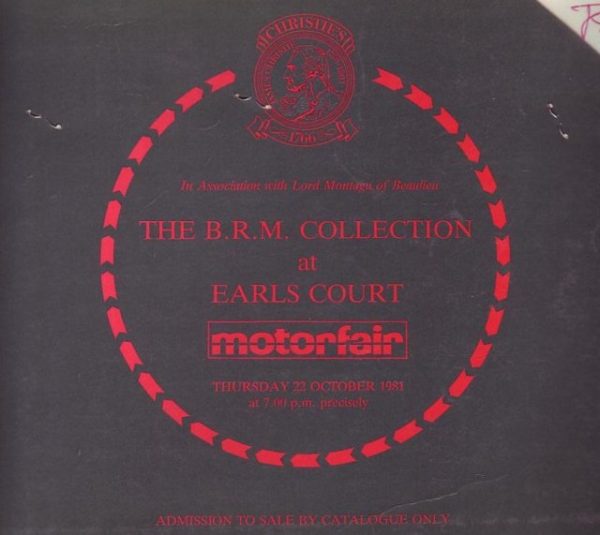 CHRISTIE'S
1766
In Association with Lord Montagu of Beaulieu
THE B.R.M. COLLECTION
at
EARLS COURT
motorfair
THURSDAY 22 OCTOBER 1981
at 7.00 p.m. precisely
ADMISSION TO SALE BY CATALOGUE ONLY